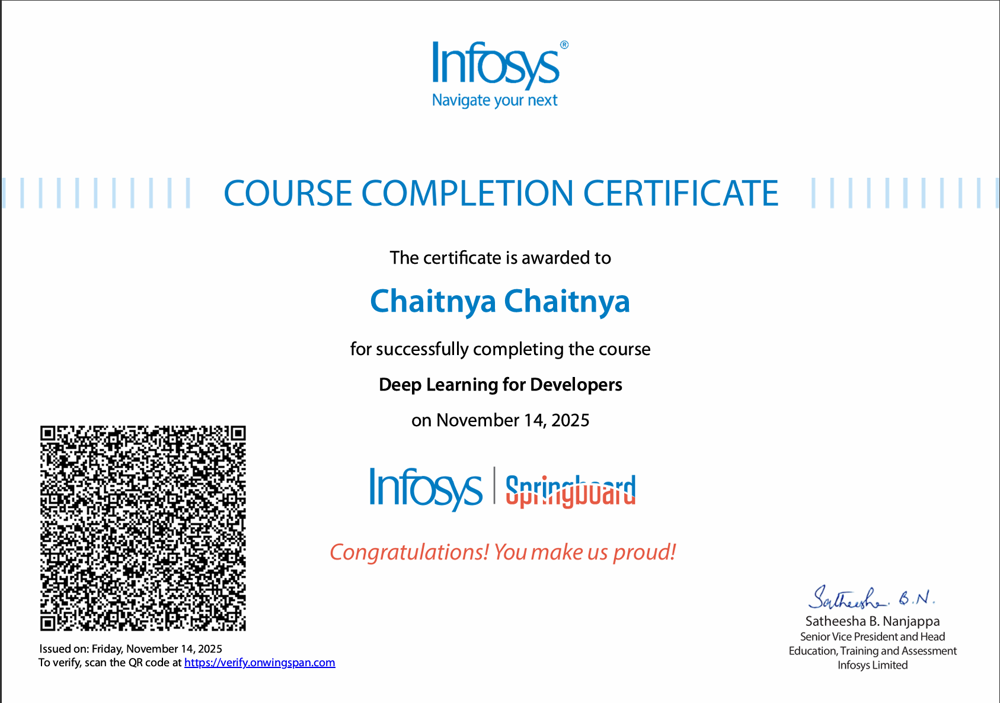 Infosys®
Navigate your next
COURSE COMPLETION CERTIFICATE
The certificate is awarded to
Chaitnya Chaitnya
for successfully completing the course
Deep Learning for Developers
on November 14, 2025
Infosys | Springboard
Congratulations! You make us proud!
Issued on: Friday, November 14, 2025
To verify, scan the QR code at https://verify.onwingspan.com
Satheesha. B.N.
Satheesha B. Nanjappa
Senior Vice President and Head
Education, Training and Assessment
Infosys Limited